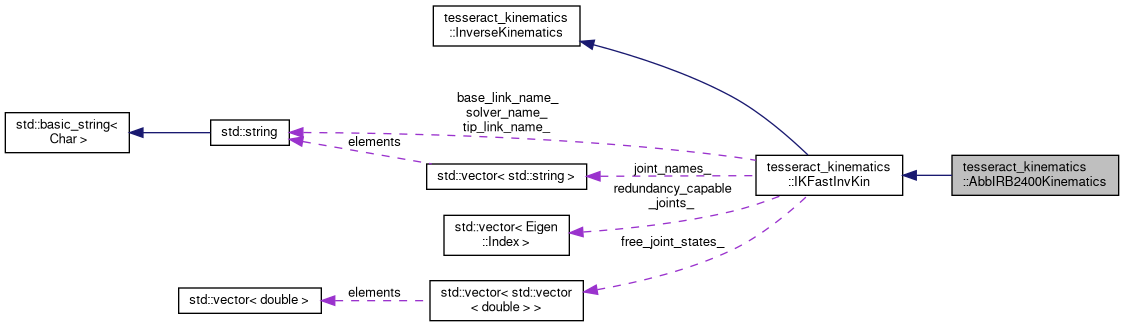 tesseract_kinematics
::InverseKinematics
base_link_name_
solver_name_
tip_link_name_
std::basic_string<
Char >
std::string
elements
std::vector< std::string >
joint_names_
tesseract_kinematics
::IKFastInvKin
tesseract_kinematics
::AbbIRB2400Kinematics
redundancy_capable
_joints_
std::vector< Eigen
::Index >
free_joint_states_
std::vector< double >
elements
std::vector< std::vector
< double > >